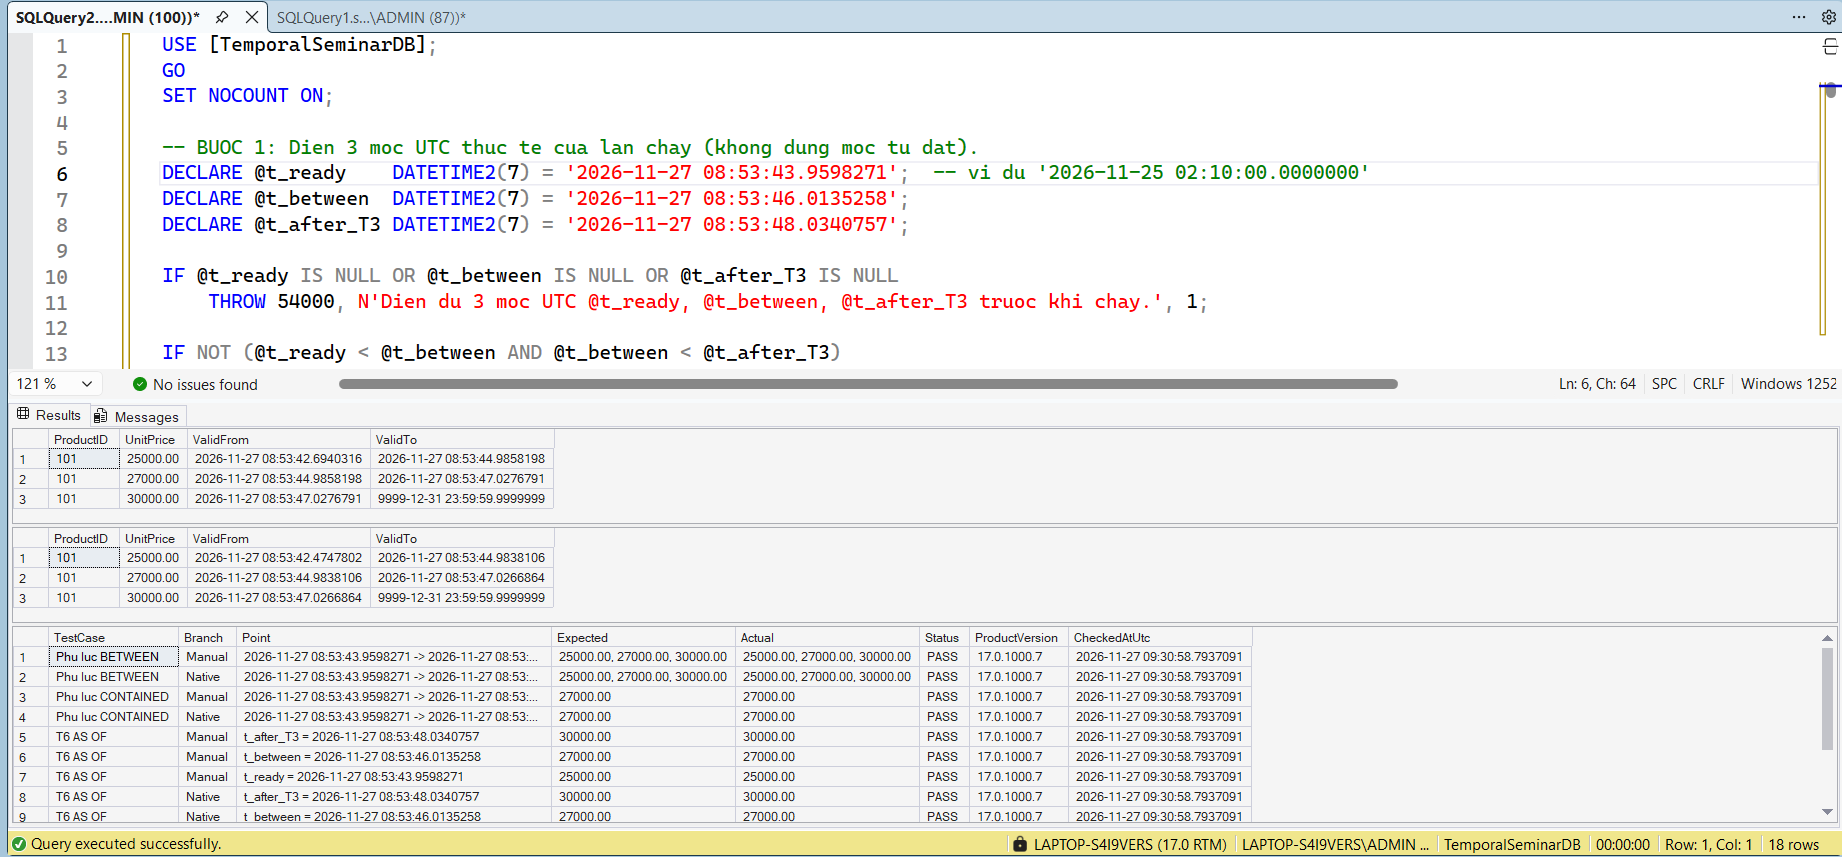 SQLQuery2....MIN (100))*
SQLQuery1.s...\ADMIN (87))*
1 USE [TemporalSeminarDB];
2 GO
3 SET NOCOUNT ON;
4
5 -- BUOC 1: Dien 3 moc UTC thuc te cua lan chay (khong dung moc tu dat).
6 DECLARE @t_ready DATETIME2(7) = '2026-11-27 08:53:43.9598271'; -- vi du '2026-11-25 02:10:00.0000000'
7 DECLARE @t_between DATETIME2(7) = '2026-11-27 08:53:46.0135258';
8 DECLARE @t_after_T3 DATETIME2(7) = '2026-11-27 08:53:48.0340757';
9
10 IF @t_ready IS NULL OR @t_between IS NULL OR @t_after_T3 IS NULL
11 THROW 54000, N'Dien du 3 moc UTC @t_ready, @t_between, @t_after_T3 truoc khi chay.', 1;
12
13 IF NOT (@t_ready < @t_between AND @t_between < @t_after_T3)
121 % No issues found Ln: 6, Ch: 64 SPC CRLF Windows 1252
Results Messages
ProductID UnitPrice ValidFrom ValidTo
1 101 25000.00 2026-11-27 08:53:42.6940316 2026-11-27 08:53:44.9858198
2 101 27000.00 2026-11-27 08:53:44.9858198 2026-11-27 08:53:47.0276791
3 101 30000.00 2026-11-27 08:53:47.0276791 9999-12-31 23:59:59.9999999
ProductID UnitPrice ValidFrom ValidTo
1 101 25000.00 2026-11-27 08:53:42.4747802 2026-11-27 08:53:44.9838106
2 101 27000.00 2026-11-27 08:53:44.9838106 2026-11-27 08:53:47.0266864
3 101 30000.00 2026-11-27 08:53:47.0266864 9999-12-31 23:59:59.9999999
TestCase Branch Point Expected Actual Status ProductVersion CheckedAtUtc
1 Phu luc BETWEEN Manual 2026-11-27 08:53:43.9598271 -> 2026-11-27 08:53:... 25000.00, 27000.00, 30000.00 25000.00, 27000.00, 30000.00 PASS 17.0.1000.7 2026-11-27 09:30:58.7937091
2 Phu luc BETWEEN Native 2026-11-27 08:53:43.9598271 -> 2026-11-27 08:53:... 25000.00, 27000.00, 30000.00 25000.00, 27000.00, 30000.00 PASS 17.0.1000.7 2026-11-27 09:30:58.7937091
3 Phu luc CONTAINED Manual 2026-11-27 08:53:43.9598271 -> 2026-11-27 08:53:... 27000.00 27000.00 PASS 17.0.1000.7 2026-11-27 09:30:58.7937091
4 Phu luc CONTAINED Native 2026-11-27 08:53:43.9598271 -> 2026-11-27 08:53:... 27000.00 27000.00 PASS 17.0.1000.7 2026-11-27 09:30:58.7937091
5 T6 AS OF Manual t_after_T3 = 2026-11-27 08:53:48.0340757 30000.00 30000.00 PASS 17.0.1000.7 2026-11-27 09:30:58.7937091
6 T6 AS OF Manual t_between = 2026-11-27 08:53:46.0135258 27000.00 27000.00 PASS 17.0.1000.7 2026-11-27 09:30:58.7937091
7 T6 AS OF Manual t_ready = 2026-11-27 08:53:43.9598271 25000.00 25000.00 PASS 17.0.1000.7 2026-11-27 09:30:58.7937091
8 T6 AS OF Native t_after_T3 = 2026-11-27 08:53:48.0340757 30000.00 30000.00 PASS 17.0.1000.7 2026-11-27 09:30:58.7937091
9 T6 AS OF Native t_between = 2026-11-27 08:53:46.0135258 27000.00 27000.00 PASS 17.0.1000.7 2026-11-27 09:30:58.7937091
Query executed successfully. LAPTOP-S4I9VERS (17.0 RTM) LAPTOP-S4I9VERS\ADMIN ... TemporalSeminarDB 00:00:00 Row: 1, Col: 1 18 rows